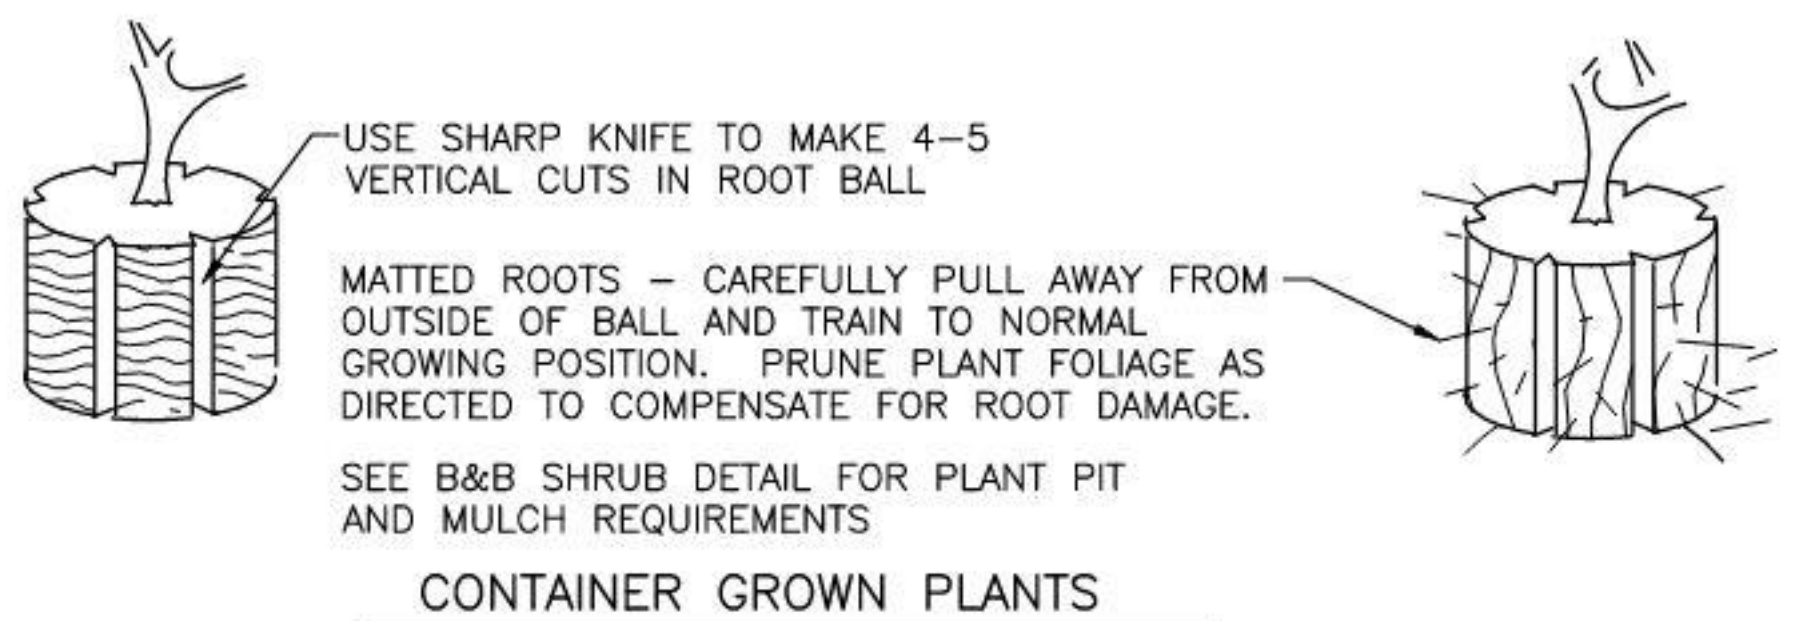 USE SHARP KNIFE TO MAKE 4-5
VERTICAL CUTS IN ROOT BALL
MATTED ROOTS - CAREFULLY PULL AWAY FROM
OUTSIDE OF BALL AND TRAIN TO NORMAL
GROWING POSITION. PRUNE PLANT FOLIAGE AS
DIRECTED TO COMPENSATE FOR ROOT DAMAGE.
SEE B&B SHRUB DETAIL FOR PLANT PIT
AND MULCH REQUIREMENTS
CONTAINER GROWN PLANTS